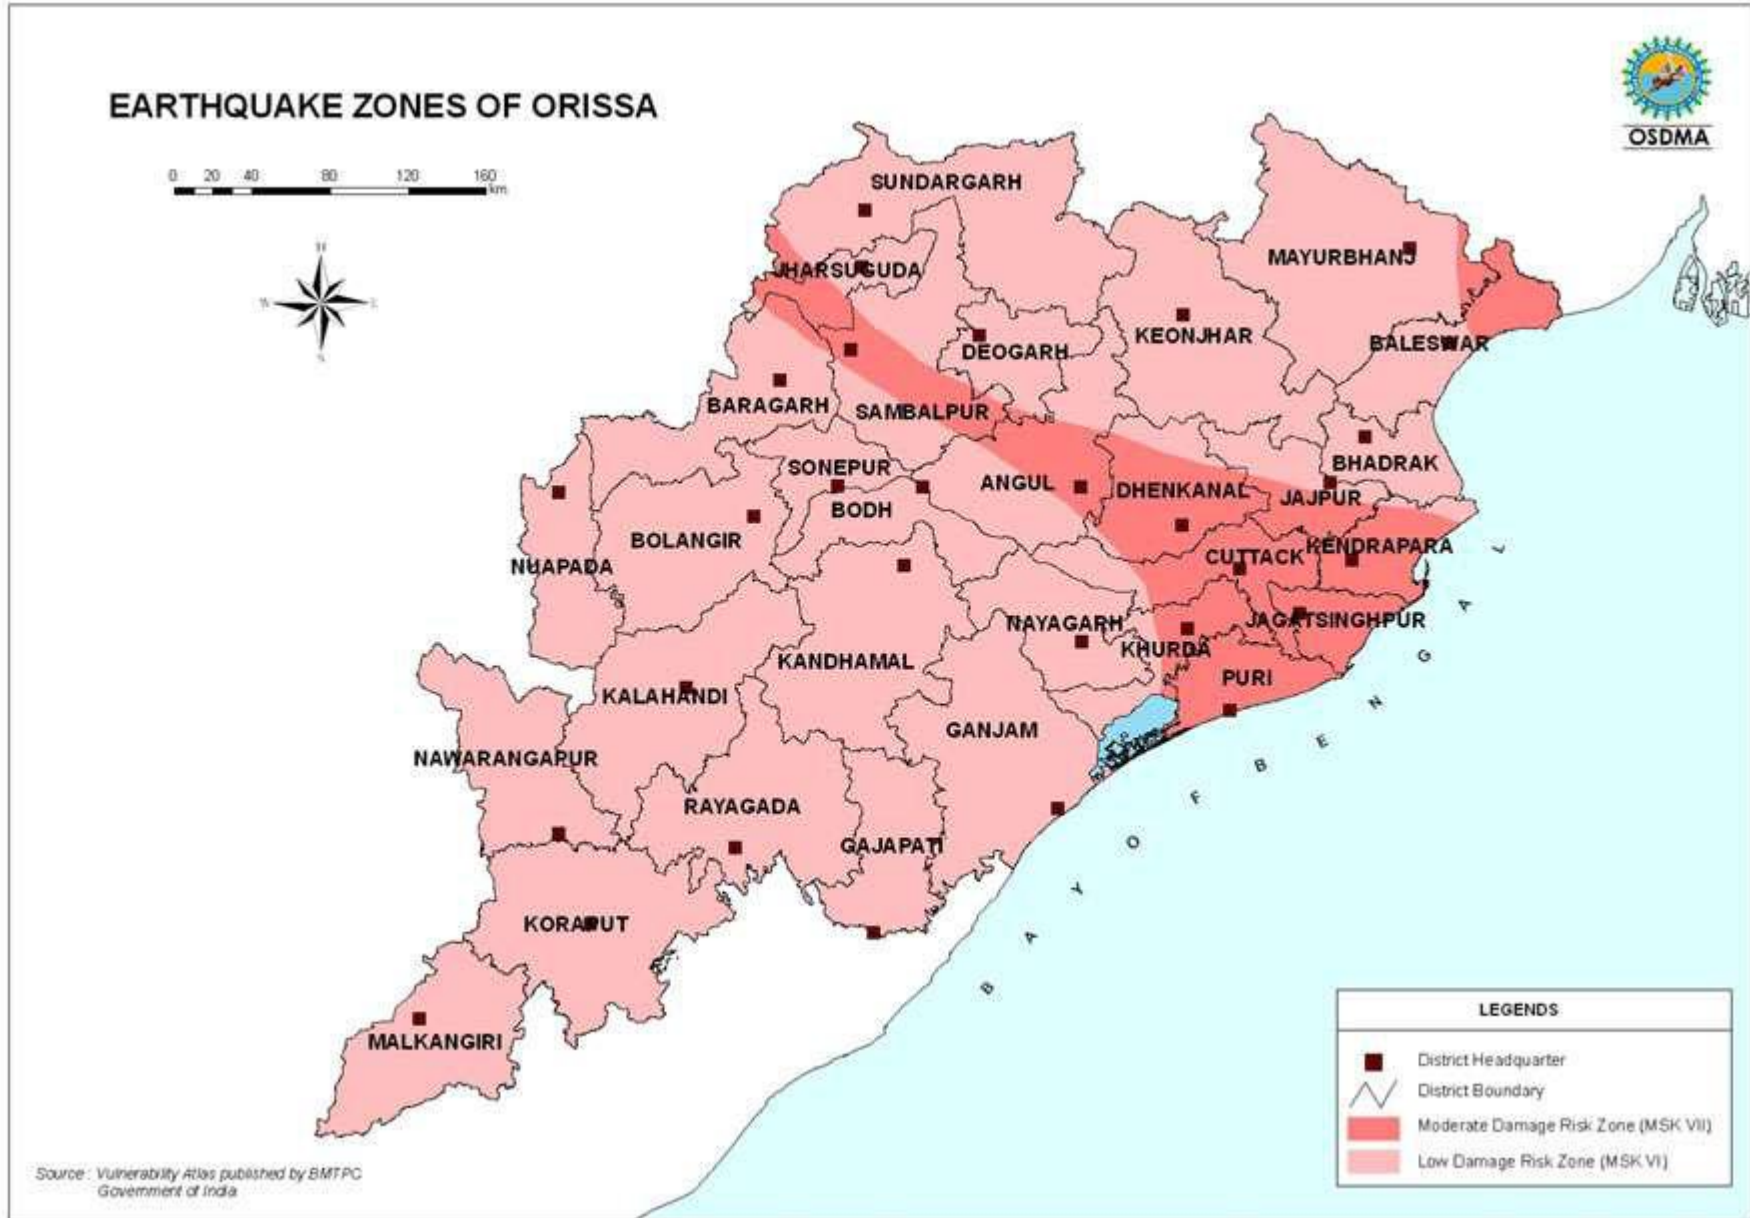 EARTHQUAKE ZONES OF ORISSA
OSDMA
0 20 40 80 120 160
km
N
W E
S
SUNDARGARH
JHARSUGUDA
MAYURBHANJ
KEONJHAR
DEOGARH
BALESWAR
BARAGARH
SAMBALPUR
SONEPUR
BHADRAK
ANGUL
DHENKANAL
JAJPUR
BODH
BOLANGIR
NUAPADA
CUTTACK
KENDRAPARA
NAYAGARH
JAGATSINGHPUR
KHURDA
KANDHAMAL
PURI
KALAHANDI
GANJAM
NAWARANGAPUR
RAYAGADA
GAJAPATI
KORAPUT
MALKANGIRI
BAY OF BENGAL
LEGENDS
District Headquarter
District Boundary
Moderate Damage Risk Zone (MSK VII)
Low Damage Risk Zone (MSK VI)
Source : Vulnerability Atlas published by BMTPC
Government of India